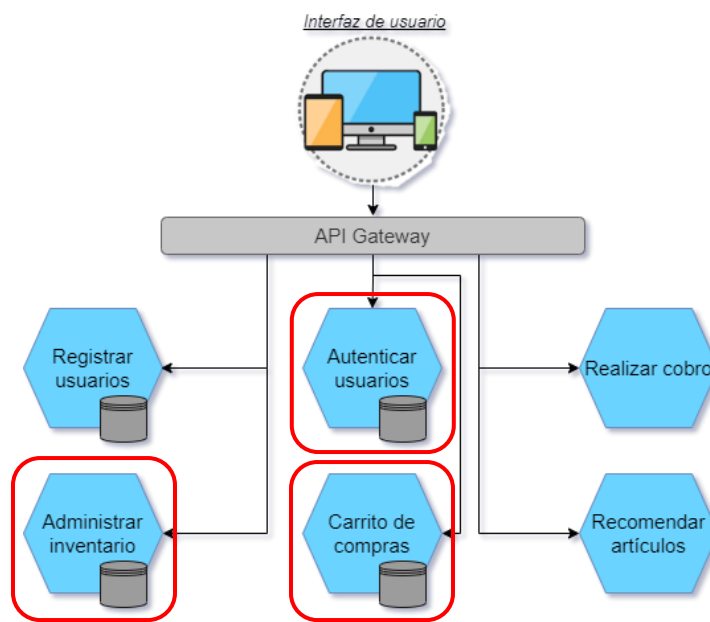 Interfaz de usuario
API Gateway
Registrar
usuarios
Autenticar
usuarios
Realizar cobro
Administrar
inventario
Carrito de
compras
Recomendar
artículos